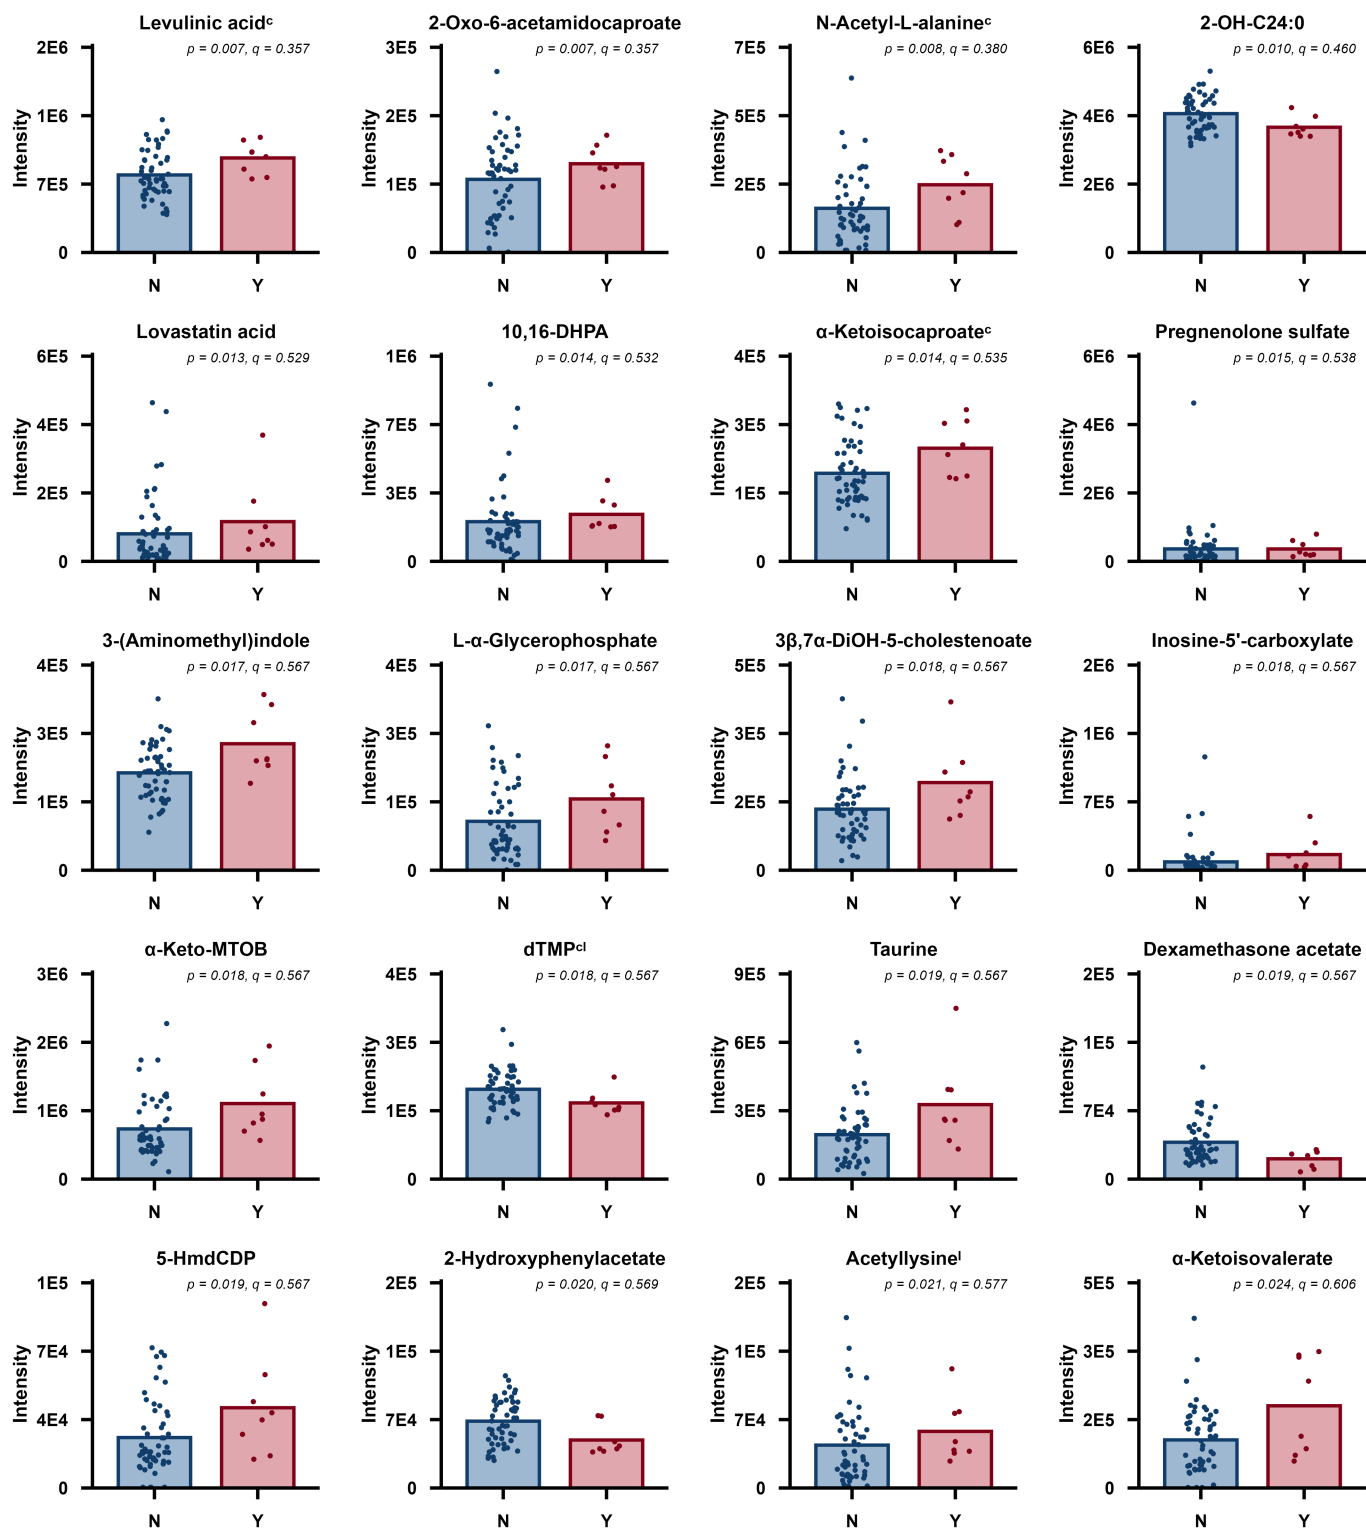 Levulinic acidᶜ
p = 0.007, q = 0.357
Intensity
2E6
1E6
7E5
0
N Y
2-Oxo-6-acetamidocaproate
p = 0.007, q = 0.357
Intensity
3E5
2E5
1E5
0
N Y
N-Acetyl-L-alanineᶜ
p = 0.008, q = 0.380
Intensity
7E5
5E5
2E5
0
N Y
2-OH-C24:0
p = 0.010, q = 0.460
Intensity
6E6
4E6
2E6
0
N Y
Lovastatin acid
p = 0.013, q = 0.529
Intensity
6E5
4E5
2E5
0
N Y
10,16-DHPA
p = 0.014, q = 0.532
Intensity
1E6
7E5
3E5
0
N Y
α-Ketoisocaproateᶜ
p = 0.014, q = 0.535
Intensity
4E5
3E5
1E5
0
N Y
Pregnenolone sulfate
p = 0.015, q = 0.538
Intensity
6E6
4E6
2E6
0
N Y
3-(Aminomethyl)indole
p = 0.017, q = 0.567
Intensity
4E5
3E5
1E5
0
N Y
L-α-Glycerophosphate
p = 0.017, q = 0.567
Intensity
4E5
3E5
1E5
0
N Y
3β,7α-DiOH-5-cholestenoate
p = 0.018, q = 0.567
Intensity
5E5
3E5
2E5
0
N Y
Inosine-5'-carboxylate
p = 0.018, q = 0.567
Intensity
2E6
1E6
7E5
0
N Y
α-Keto-MTOB
p = 0.018, q = 0.567
Intensity
3E6
2E6
1E6
0
N Y
dTMPᶜˡ
p = 0.018, q = 0.567
Intensity
4E5
3E5
1E5
0
N Y
Taurine
p = 0.019, q = 0.567
Intensity
9E5
6E5
3E5
0
N Y
Dexamethasone acetate
p = 0.019, q = 0.567
Intensity
2E5
1E5
7E4
0
N Y
5-HmdCDP
p = 0.019, q = 0.567
Intensity
1E5
7E4
4E4
0
N Y
2-Hydroxyphenylacetate
p = 0.020, q = 0.569
Intensity
2E5
1E5
7E4
0
N Y
Acetyllysineˡ
p = 0.021, q = 0.577
Intensity
2E5
1E5
7E4
0
N Y
α-Ketoisovalerate
p = 0.024, q = 0.606
Intensity
5E5
3E5
2E5
0
N Y